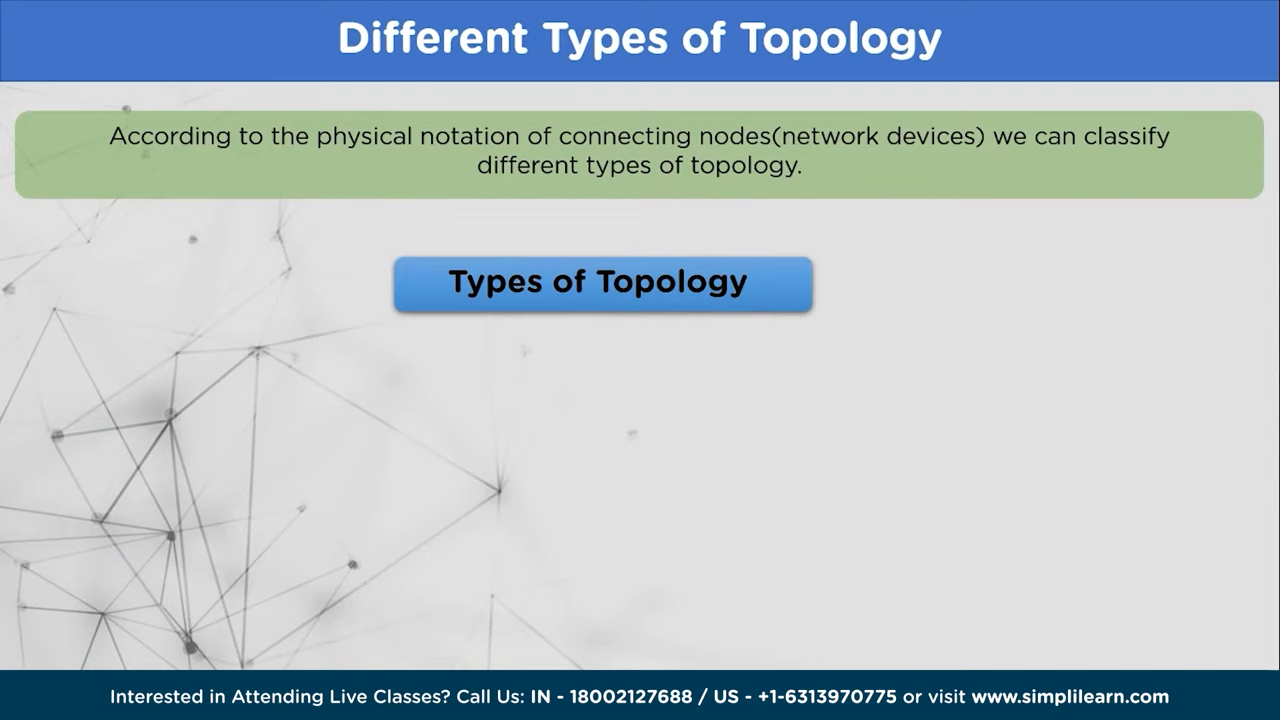 Different Types of Topology
According to the physical notation of connecting nodes(network devices) we can classify
different types of topology.
Types of Topology
Interested in Attending Live Classes? Call Us: IN - 18002127688 / US - +1-6313970775 or visit www.simplilearn.com